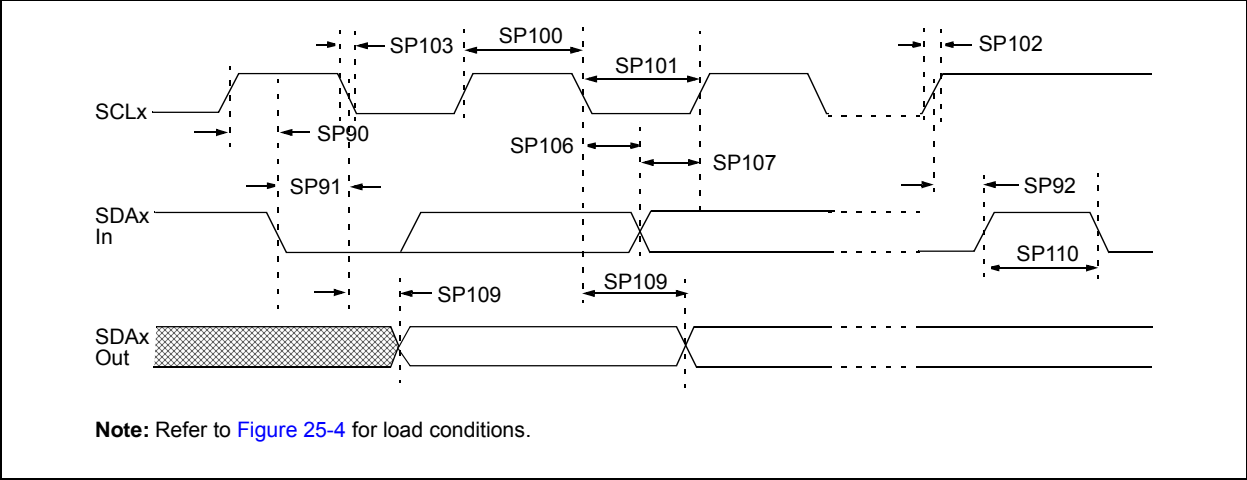 SP103
SP100
SP102
SP101
SCLx
SP90
SP106
SP107
SP91
SP92
SDAx
In
SP110
SP109
SP109
SDAx
Out
Note: Refer to Figure 25-4 for load conditions.